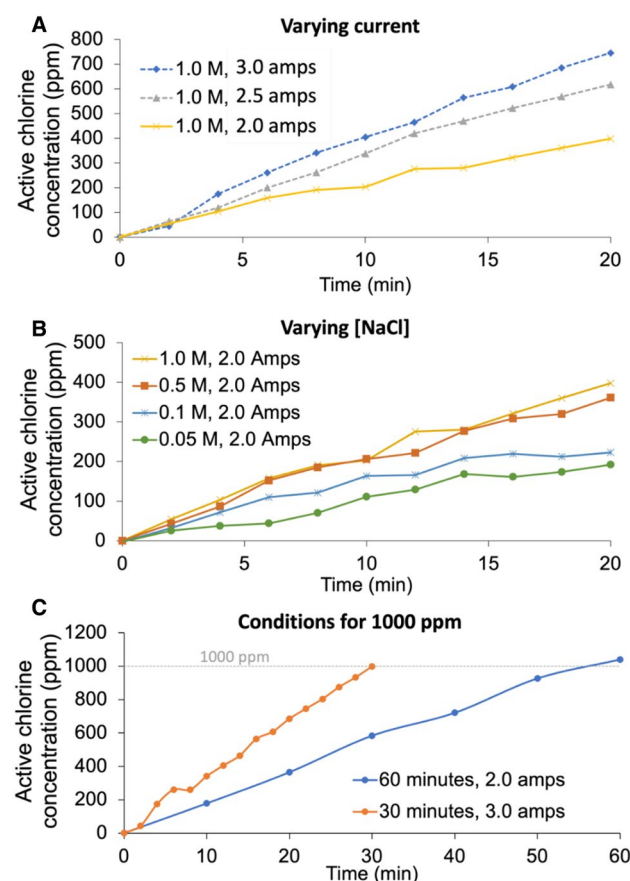 A
Varying current
Active chlorine
concentration (ppm)
800
700
600
500
400
300
200
100
0
1.0 M, 3.0 amps
1.0 M, 2.5 amps
1.0 M, 2.0 amps
0 5 10 15 20
Time (min)
B
Varying [NaCl]
Active chlorine
concentration (ppm)
500
400
300
200
100
0
1.0 M, 2.0 Amps
0.5 M, 2.0 Amps
0.1 M, 2.0 Amps
0.05 M, 2.0 Amps
0 5 10 15 20
Time (min)
C
Conditions for 1000 ppm
Active chlorine
concentration (ppm)
1200
1000
800
600
400
200
0
1000 ppm
60 minutes, 2.0 amps
30 minutes, 3.0 amps
0 10 20 30 40 50 60
Time (min)